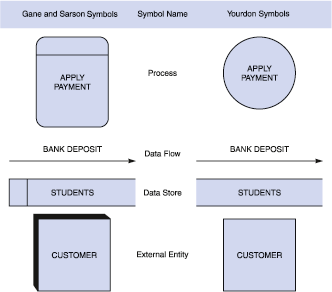 Gane and Sarson Symbols Symbol Name Yourdon Symbols
APPLY
PAYMENT
Process
APPLY
PAYMENT
BANK DEPOSIT Data Flow BANK DEPOSIT
STUDENTS Data Store STUDENTS
CUSTOMER External Entity CUSTOMER